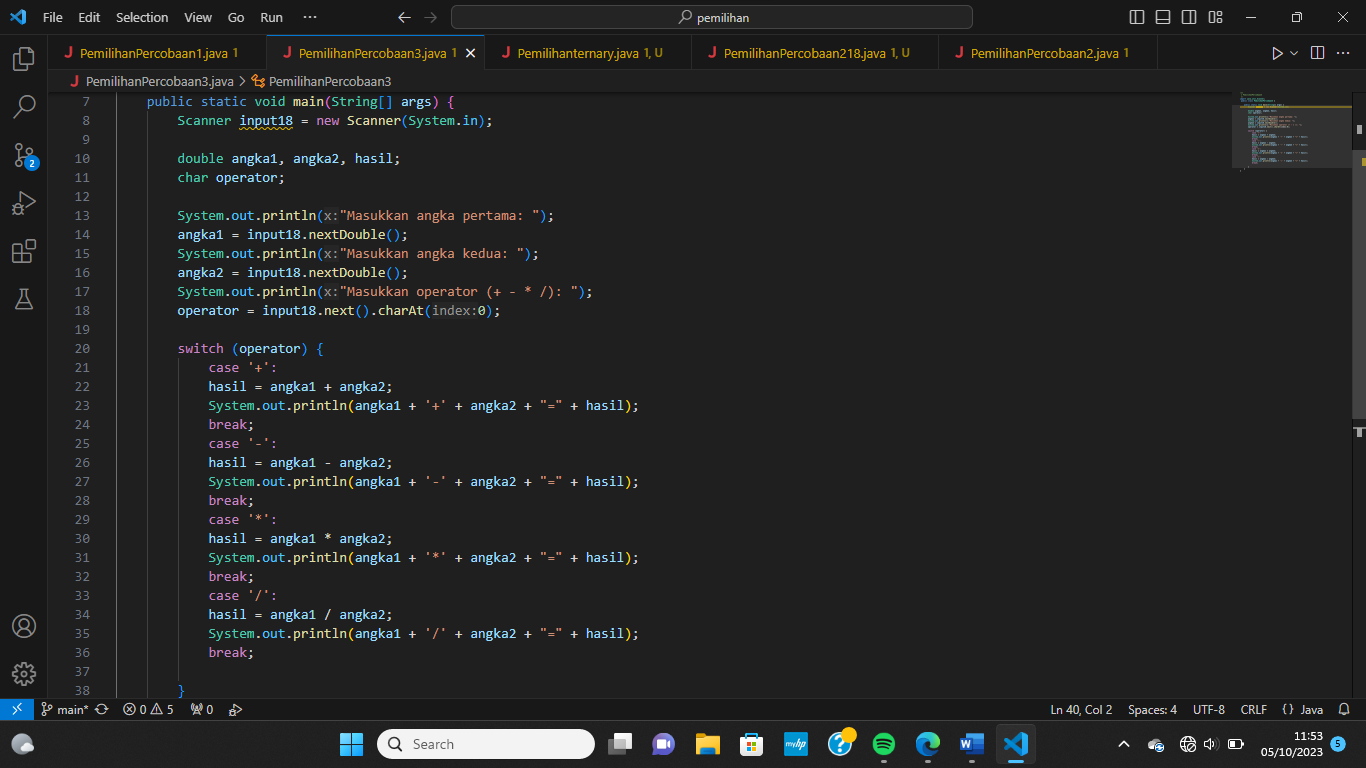 File Edit Selection View Go Run ··· pemilihan
PemilihanPercobaan1.java 1 PemilihanPercobaan3.java 1 Pemilihanternary.java 1, U PemilihanPercobaan218.java 1, U PemilihanPercobaan2.java 1
PemilihanPercobaan3.java > PemilihanPercobaan3
7 public static void main(String[] args) {
8 Scanner input18 = new Scanner(System.in);
9
10 double angka1, angka2, hasil;
11 char operator;
12
13 System.out.println(x:"Masukkan angka pertama: ");
14 angka1 = input18.nextDouble();
15 System.out.println(x:"Masukkan angka kedua: ");
16 angka2 = input18.nextDouble();
17 System.out.println(x:"Masukkan operator (+ - * /): ");
18 operator = input18.next().charAt(index:0);
19
20 switch (operator) {
21 case '+':
22 hasil = angka1 + angka2;
23 System.out.println(angka1 + '+' + angka2 + "=" + hasil);
24 break;
25 case '-':
26 hasil = angka1 - angka2;
27 System.out.println(angka1 + '-' + angka2 + "=" + hasil);
28 break;
29 case '*':
30 hasil = angka1 * angka2;
31 System.out.println(angka1 + '*' + angka2 + "=" + hasil);
32 break;
33 case '/':
34 hasil = angka1 / angka2;
35 System.out.println(angka1 + '/' + angka2 + "=" + hasil);
36 break;
37
38 }
2
main* 0 5 0 Ln 40, Col 2 Spaces: 4 UTF-8 CRLF {} Java
Search myhp 11:53 5
05/10/2023